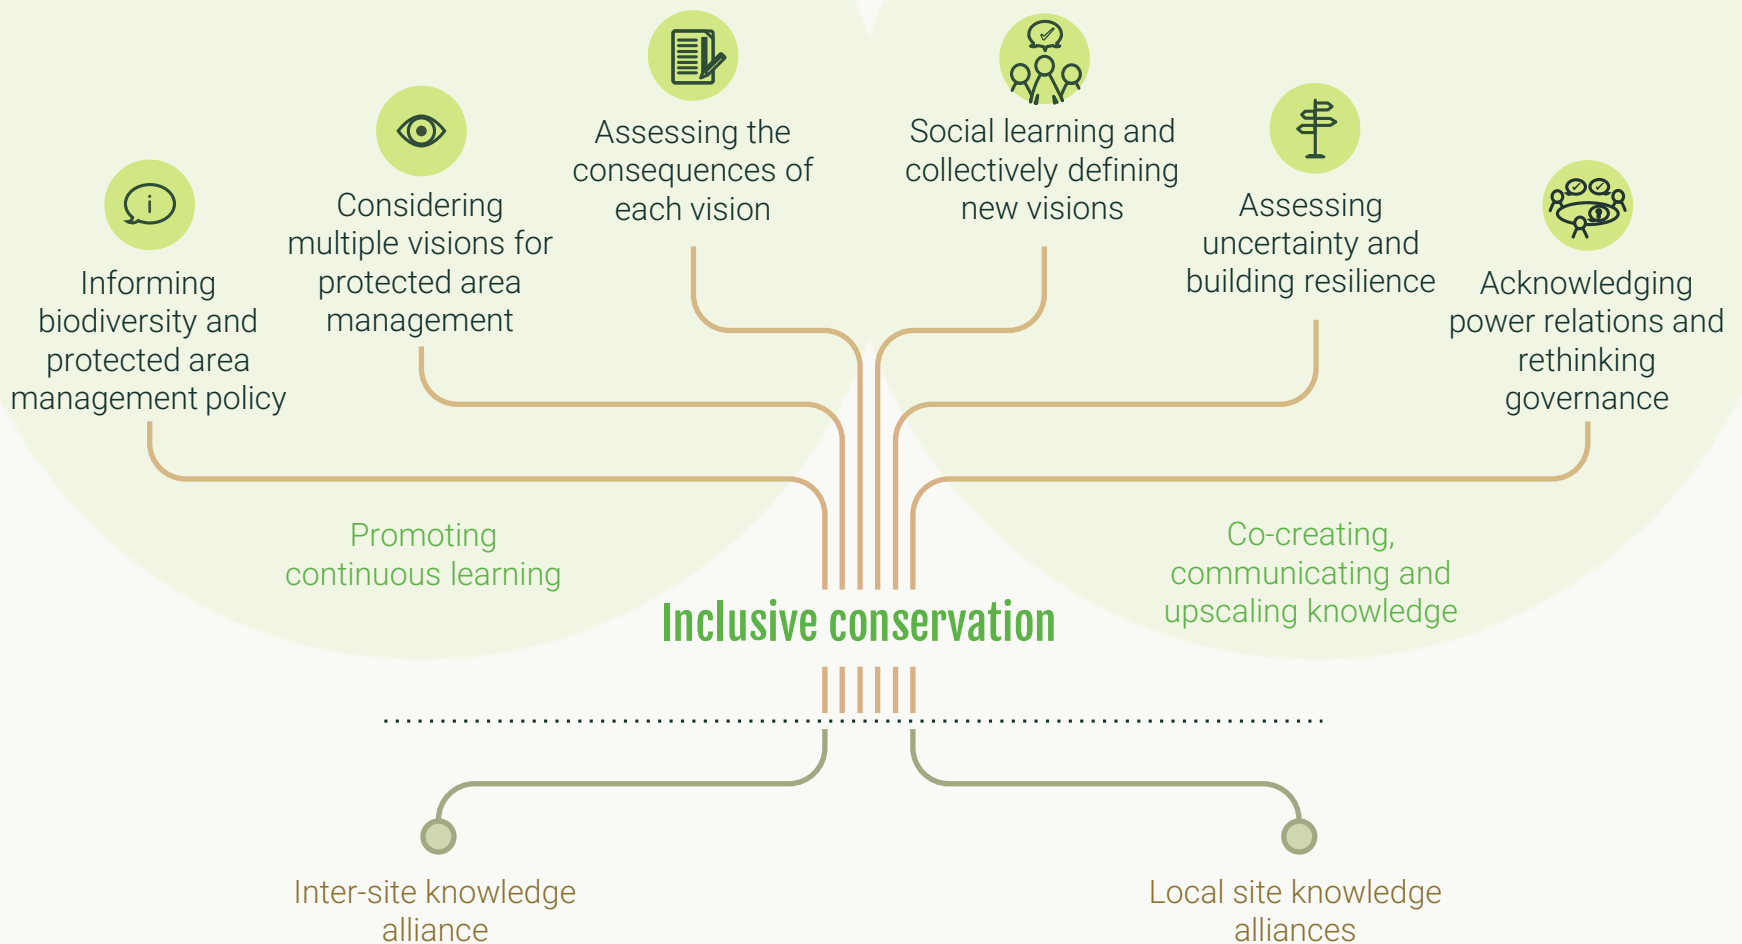 Informing
biodiversity and
protected area
management policy
Considering
multiple visions for
protected area
management
Assessing the
consequences of
each vision
Social learning and
collectively defining
new visions
Assessing
uncertainty and
building resilience
Acknowledging
power relations and
rethinking
governance
Promoting
continuous learning
Co-creating,
communicating and
upscaling knowledge
Inclusive conservation
Inter-site knowledge
alliance
Local site knowledge
alliances